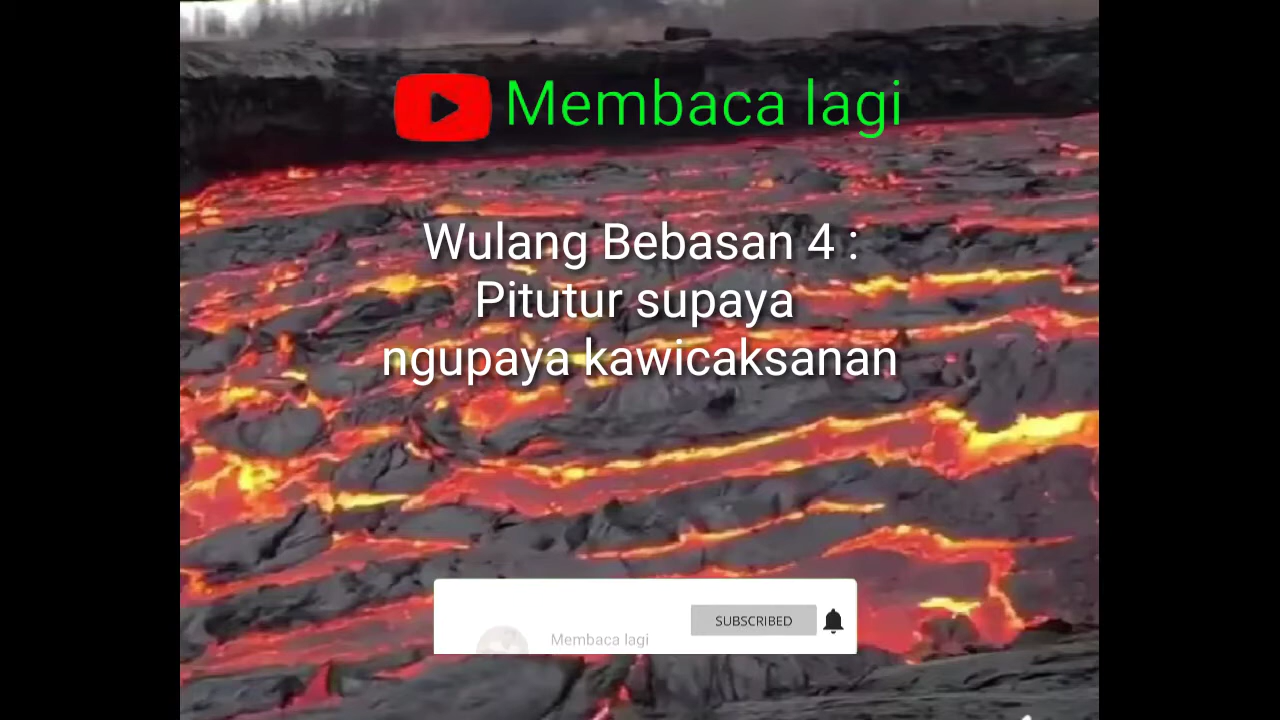 Membaca lagi
Wulang Bebasan 4 :
Pitutur supaya
ngupaya kawicaksanan
SUBSCRIBED
Membaca lagi